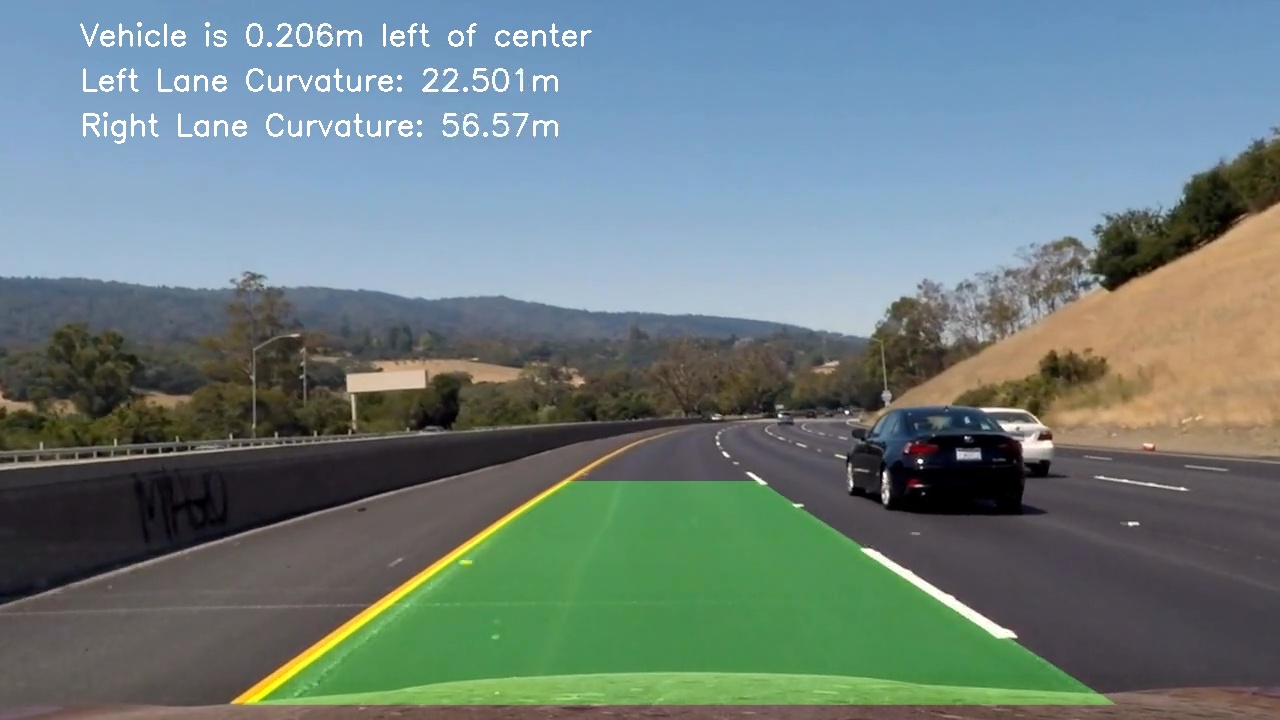 Vehicle is 0.206m left of center
Left Lane Curvature: 22.501m
Right Lane Curvature: 56.57m